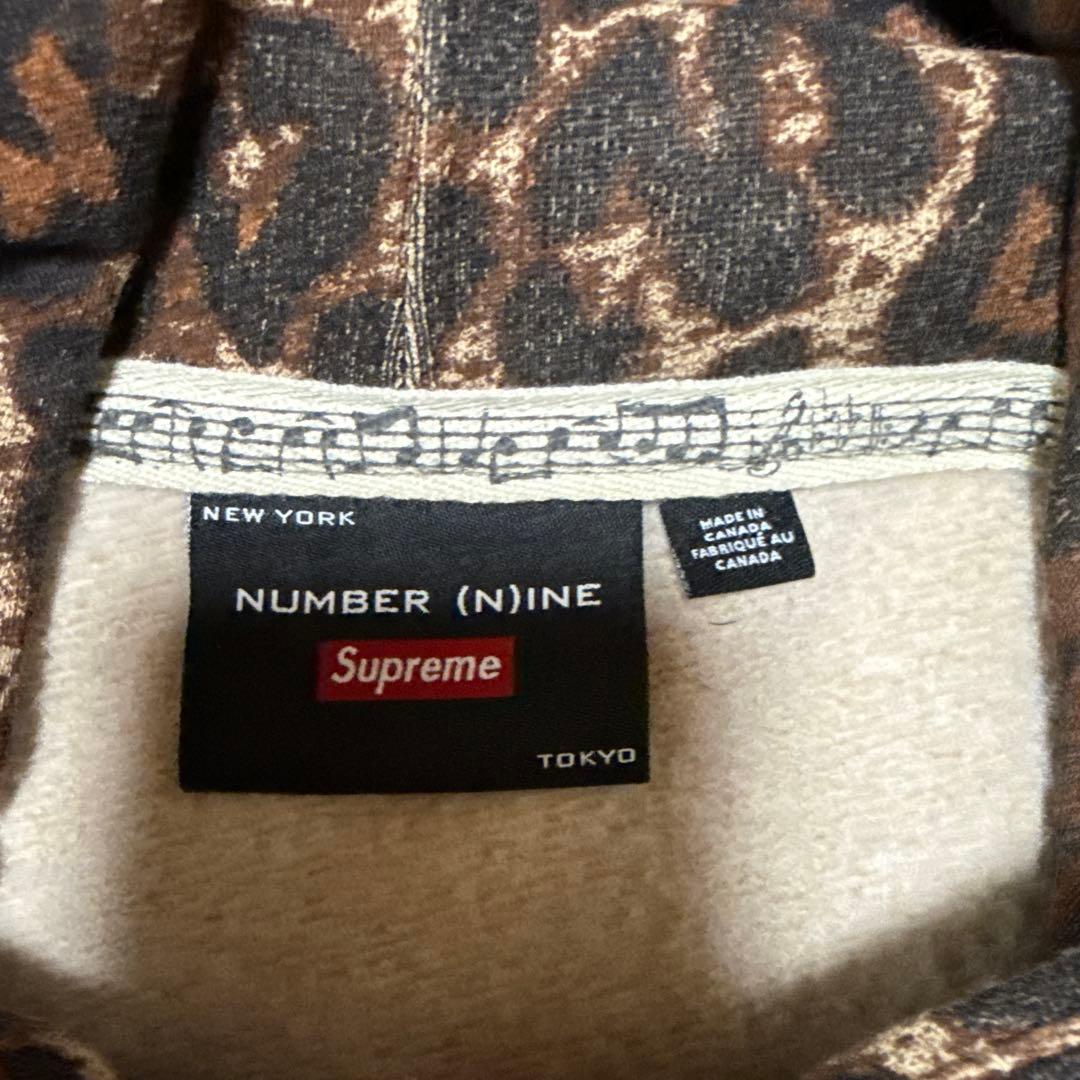 NEW YORK
NUMBER (N)INE
Supreme
TOKYO
MADE IN
CANADA
FABRIQUÉ AU
CANADA